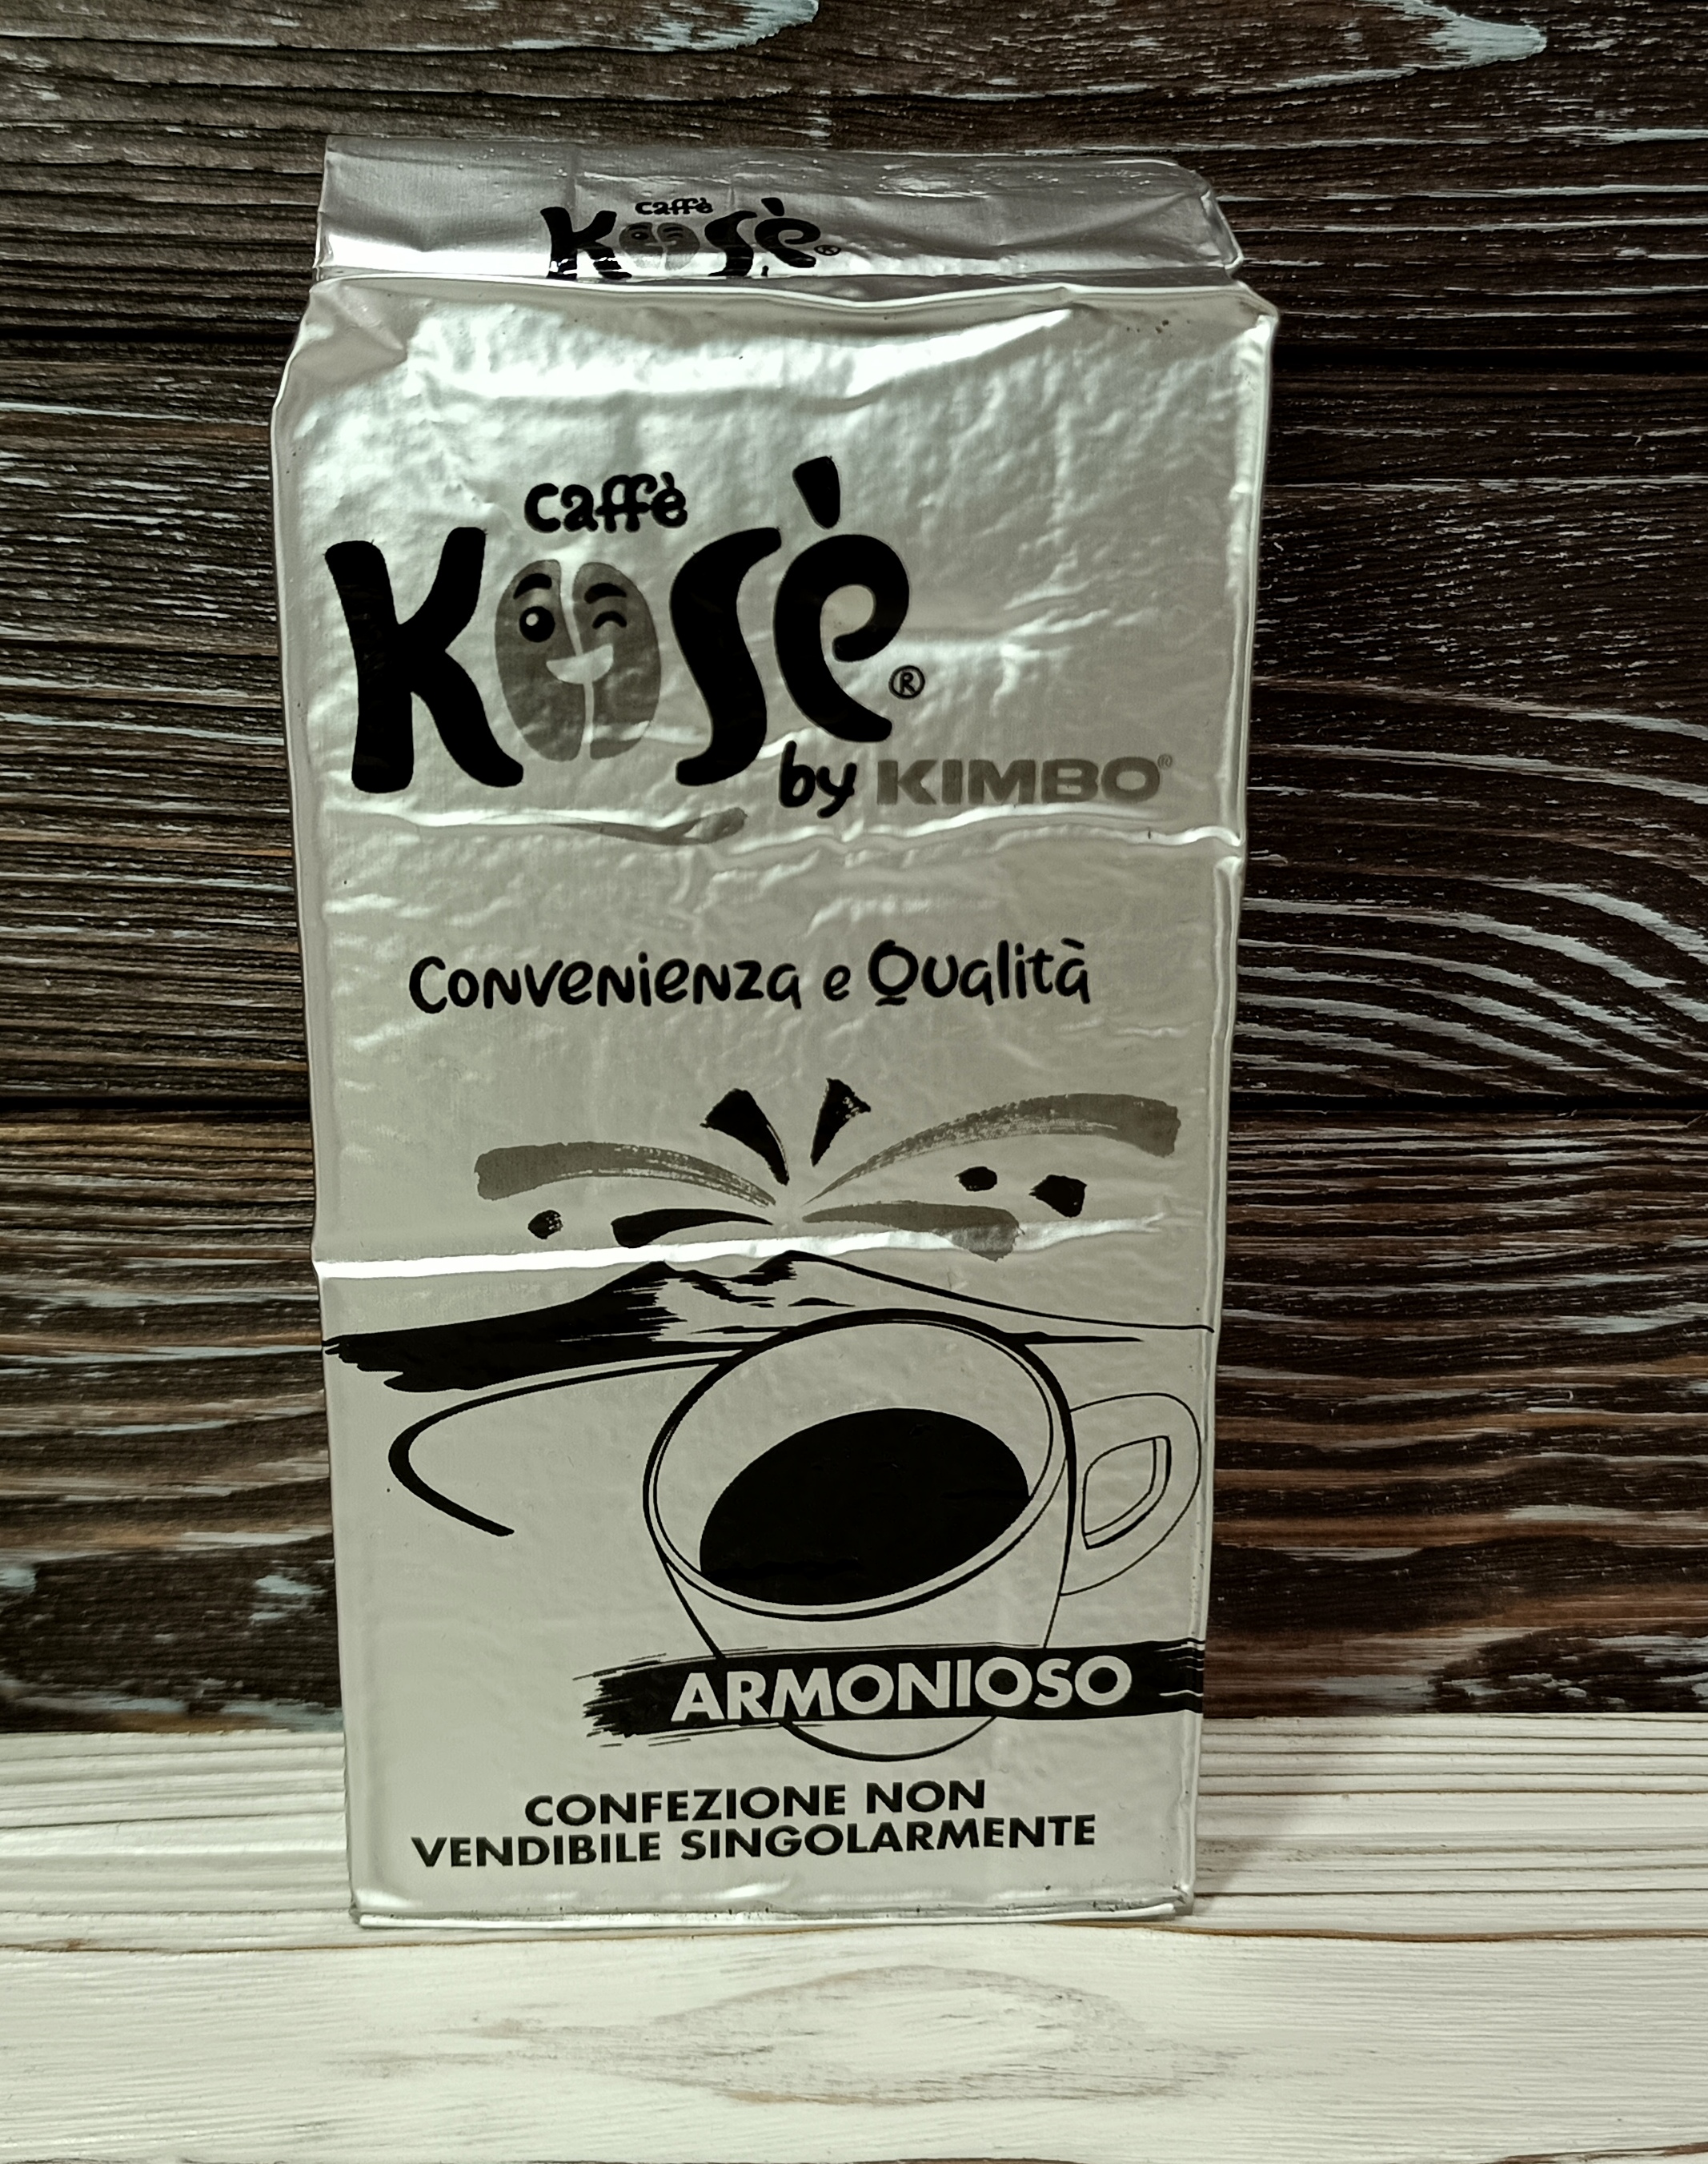 caffè
Kosè®
caffè
Kosè®
by KIMBO®
Convenienza e Qualità
ARMONIOSO
CONFEZIONE NON
VENDIBILE SINGOLARMENTE